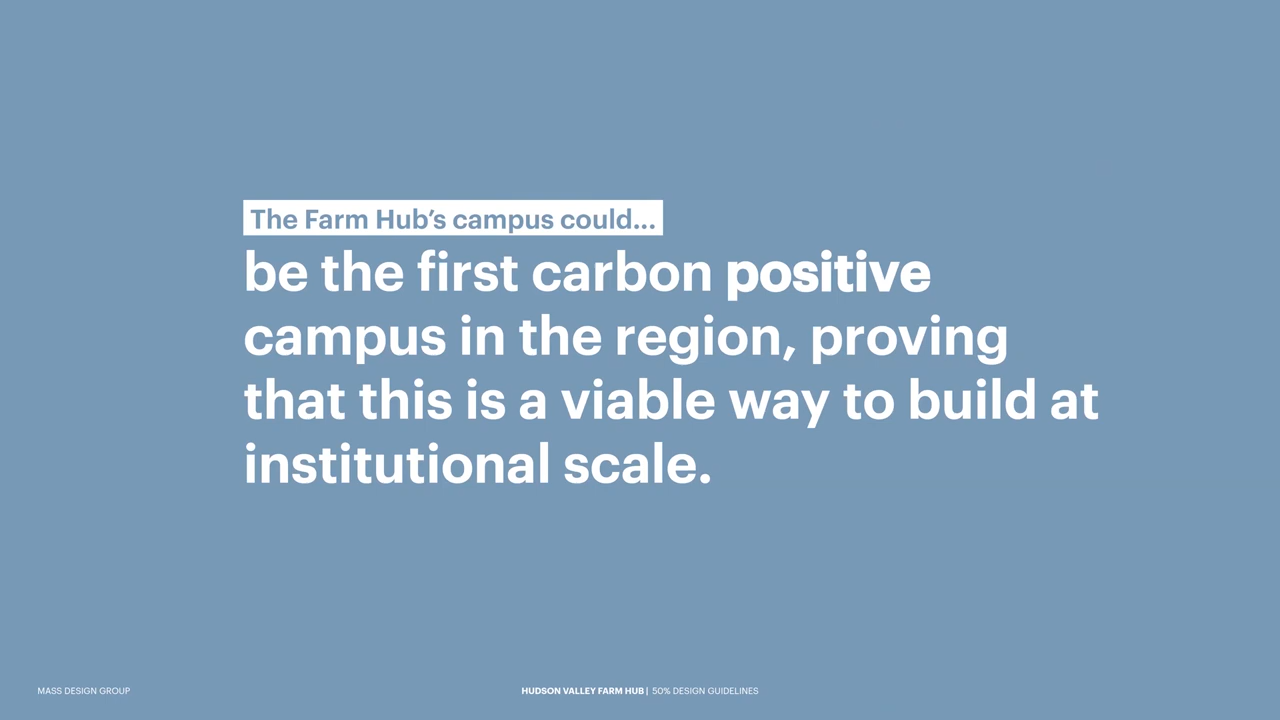 The Farm Hub’s campus could...
be the first carbon positive
campus in the region, proving
that this is a viable way to build at
institutional scale.
MASS DESIGN GROUP
HUDSON VALLEY FARM HUB | 50% DESIGN GUIDELINES